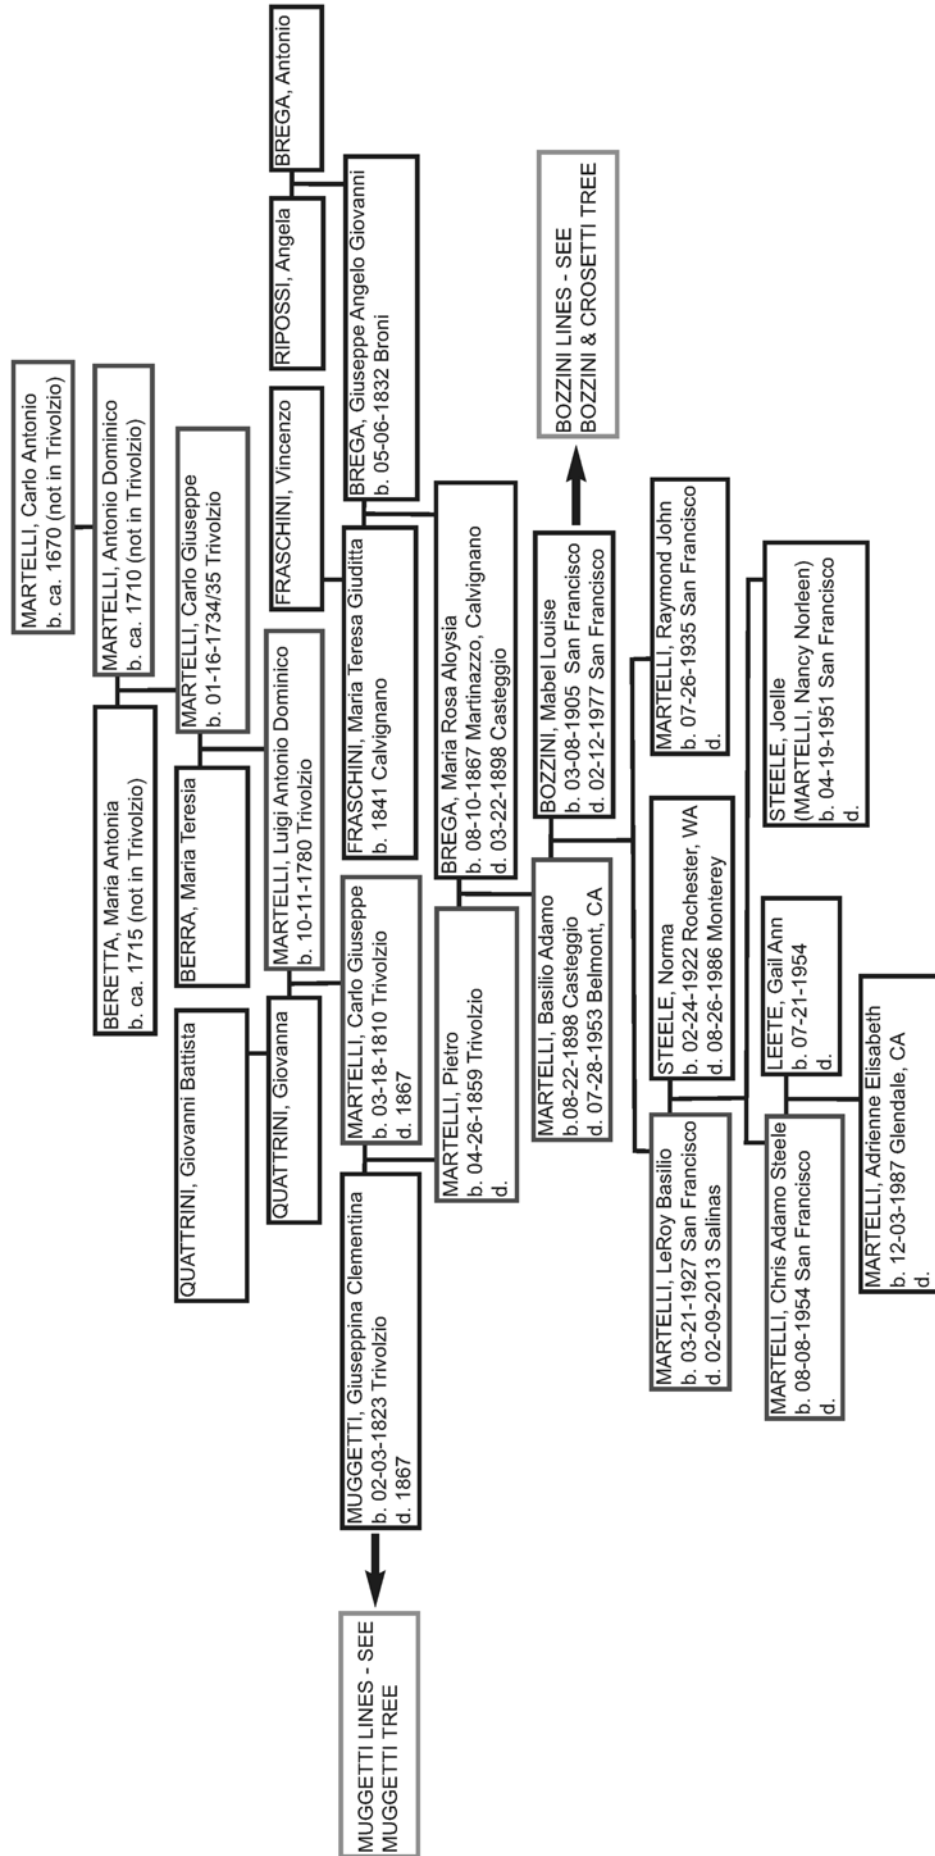 MARTELLI, Carlo Antonio
b. ca. 1670 (not in Trivolzio)
BERETTA, Maria Antonia
b. ca. 1715 (not in Trivolzio)
MARTELLI, Antonio Dominico
b. ca. 1710 (not in Trivolzio)
QUATTRINI, Giovanni Battista
BERRA, Maria Teresia
MARTELLI, Carlo Giuseppe
b. 01-16-1734/35 Trivolzio
QUATTRINI, Giovanna
MARTELLI, Luigi Antonio Dominico
b. 10-11-1780 Trivolzio
FRASCHINI, Vincenzo
RIPOSSI, Angela
BREGA, Antonio
MUGGETTI LINES - SEE
MUGGETTI TREE
MUGGETTI, Giuseppina Clementina
b. 02-03-1823 Trivolzio
d. 1867
MARTELLI, Carlo Giuseppe
b. 03-18-1810 Trivolzio
d. 1867
FRASCHINI, Maria Teresa Giuditta
b. 1841 Calvignano
BREGA, Giuseppe Angelo Giovanni
b. 05-06-1832 Broni
MARTELLI, Pietro
b. 04-26-1859 Trivolzio
d.
BREGA, Maria Rosa Aloysia
b. 08-10-1867 Martinazzo, Calvignano
d. 03-22-1898 Casteggio
MARTELLI, Basilio Adamo
b.08-22-1898 Casteggio
d. 07-28-1953 Belmont, CA
BOZZINI, Mabel Louise
b. 03-08-1905 San Francisco
d. 02-12-1977 San Francisco
BOZZINI LINES - SEE
BOZZINI & CROSETTI TREE
MARTELLI, LeRoy Basilio
b. 03-21-1927 San Francisco
d. 02-09-2013 Salinas
STEELE, Norma
b. 02-24-1922 Rochester, WA
d. 08-26-1986 Monterey
MARTELLI, Raymond John
b. 07-26-1935 San Francisco
d.
MARTELLI, Chris Adamo Steele
b. 08-08-1954 San Francisco
d.
LEETE, Gail Ann
b. 07-21-1954
d.
STEELE, Joelle
(MARTELLI, Nancy Norleen)
b. 04-19-1951 San Francisco
d.
MARTELLI, Adrienne Elisabeth
b. 12-03-1987 Glendale, CA
d.